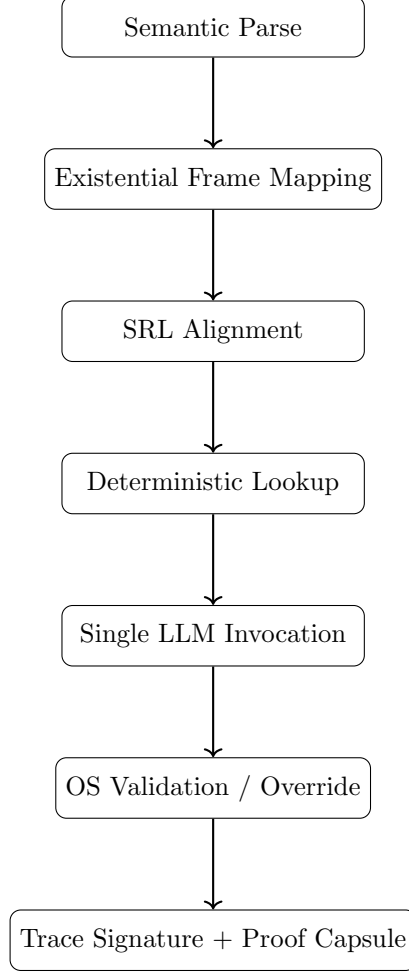 Semantic Parse
Existential Frame Mapping
SRL Alignment
Deterministic Lookup
Single LLM Invocation
OS Validation / Override
Trace Signature + Proof Capsule